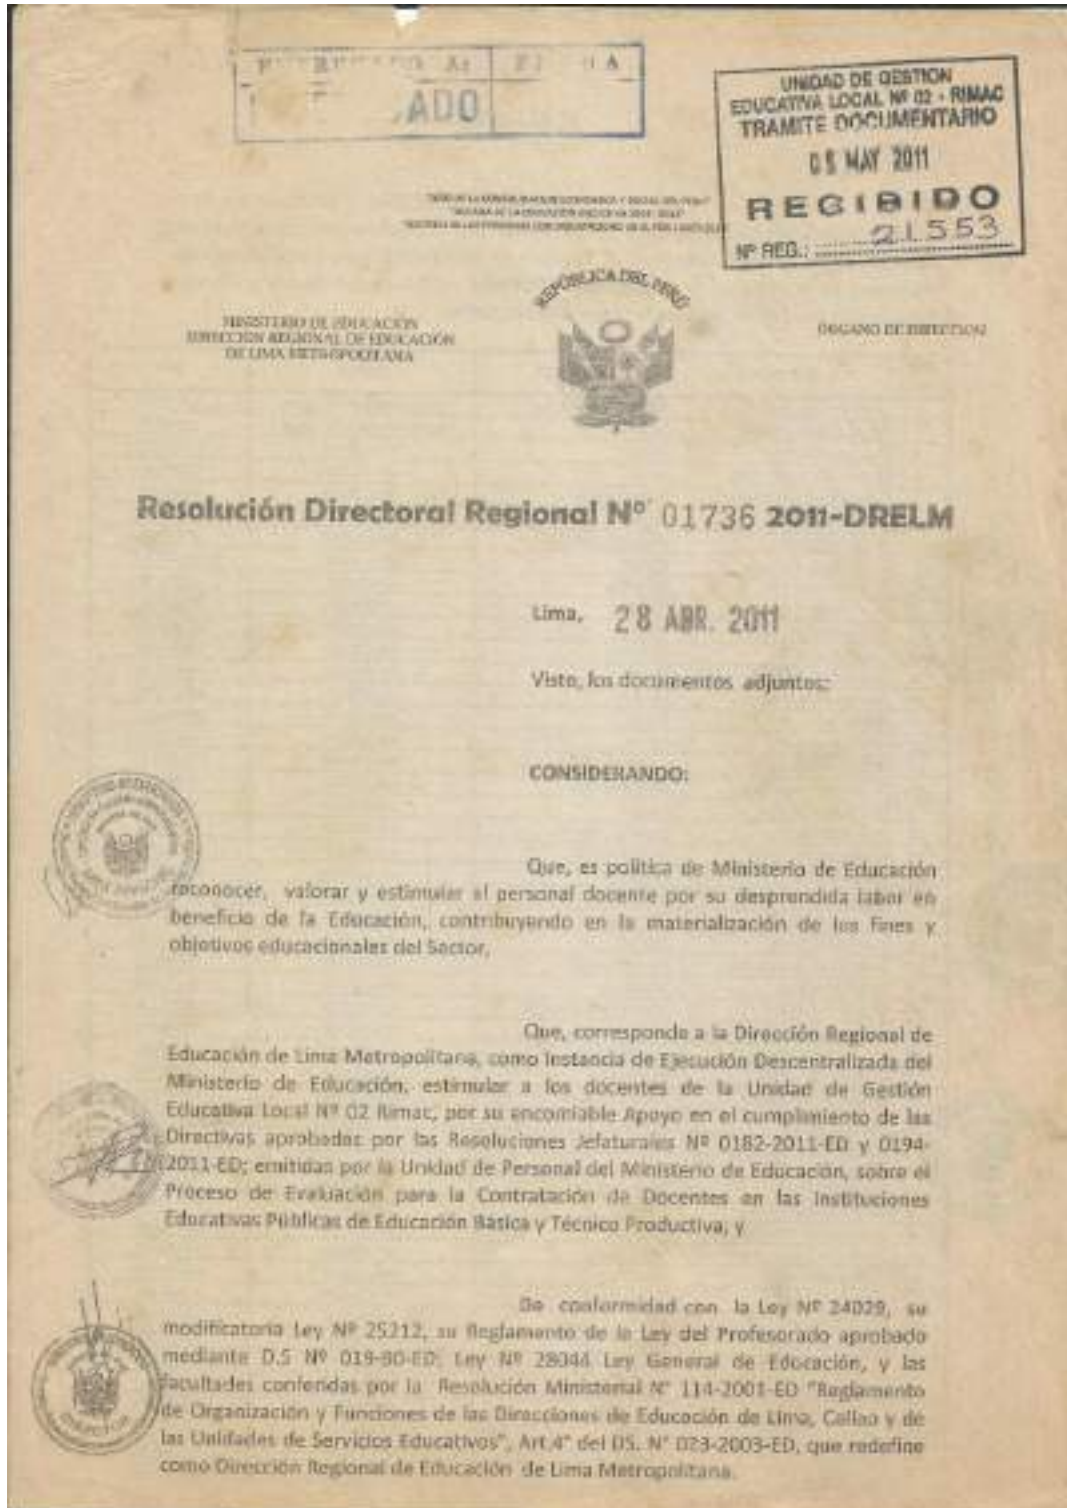 UNIDAD DE GESTION
EDUCATIVA LOCAL Nº 02 - RIMAC
TRAMITE DOCUMENTARIO
05 MAY 2011
RECIBIDO
Nº REG.: 21553
REPÚBLICA DEL PERÚ
MINISTERIO DE EDUCACIÓN
DIRECCIÓN REGIONAL DE EDUCACIÓN
DE LIMA METROPOLITANA
ÓRGANO DE DIRECCIÓN
Resolución Directoral Regional Nº 01736 2011-DRELM
Lima, 28 ABR. 2011
Visto, los documentos adjuntos;
CONSIDERANDO:
Que, es política de Ministerio de Educación
reconocer, valorar y estimular al personal docente por su desprendida labor en
beneficio de la Educación, contribuyendo en la materialización de los fines y
objetivos educacionales del Sector,
Que, corresponde a la Dirección Regional de
Educación de Lima Metropolitana, como Instancia de Ejecución Descentralizada del
Ministerio de Educación, estimular a los docentes de la Unidad de Gestión
Educativa Local Nº 02 Rimac, por su encomiable Apoyo en el cumplimiento de las
Directivas aprobadas por las Resoluciones Jefaturales Nº 0182-2011-ED y 0194-
2011-ED; emitidas por la Unidad de Personal del Ministerio de Educación, sobre el
Proceso de Evaluación para la Contratación de Docentes en las Instituciones
Educativas Públicas de Educación Básica y Técnico Productiva, y
De conformidad con la Ley Nº 24029, su
modificatoria Ley Nº 25212, su Reglamento de la Ley del Profesorado aprobado
mediante D.S Nº 019-90-ED; Ley Nº 28044 Ley General de Educación, y las
facultades conferidas por la Resolución Ministerial N° 114-2001-ED "Reglamento
de Organización y Funciones de las Direcciones de Educación de Lima, Callao y de
las Unidades de Servicios Educativos", Art.4° del DS. N° 023-2003-ED, que redefine
como Dirección Regional de Educación de Lima Metropolitana.